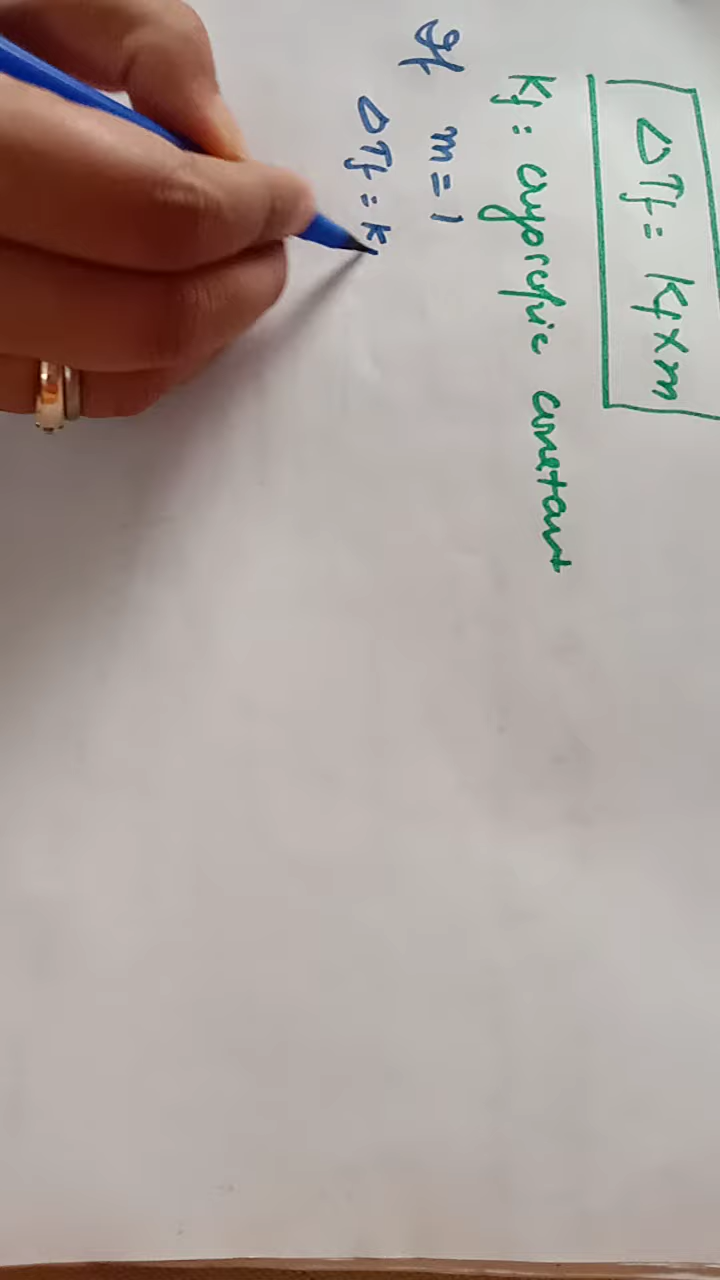 ΔTf = Kf x m
Kf : cryoscopic constant
If m = 1
ΔTf = K